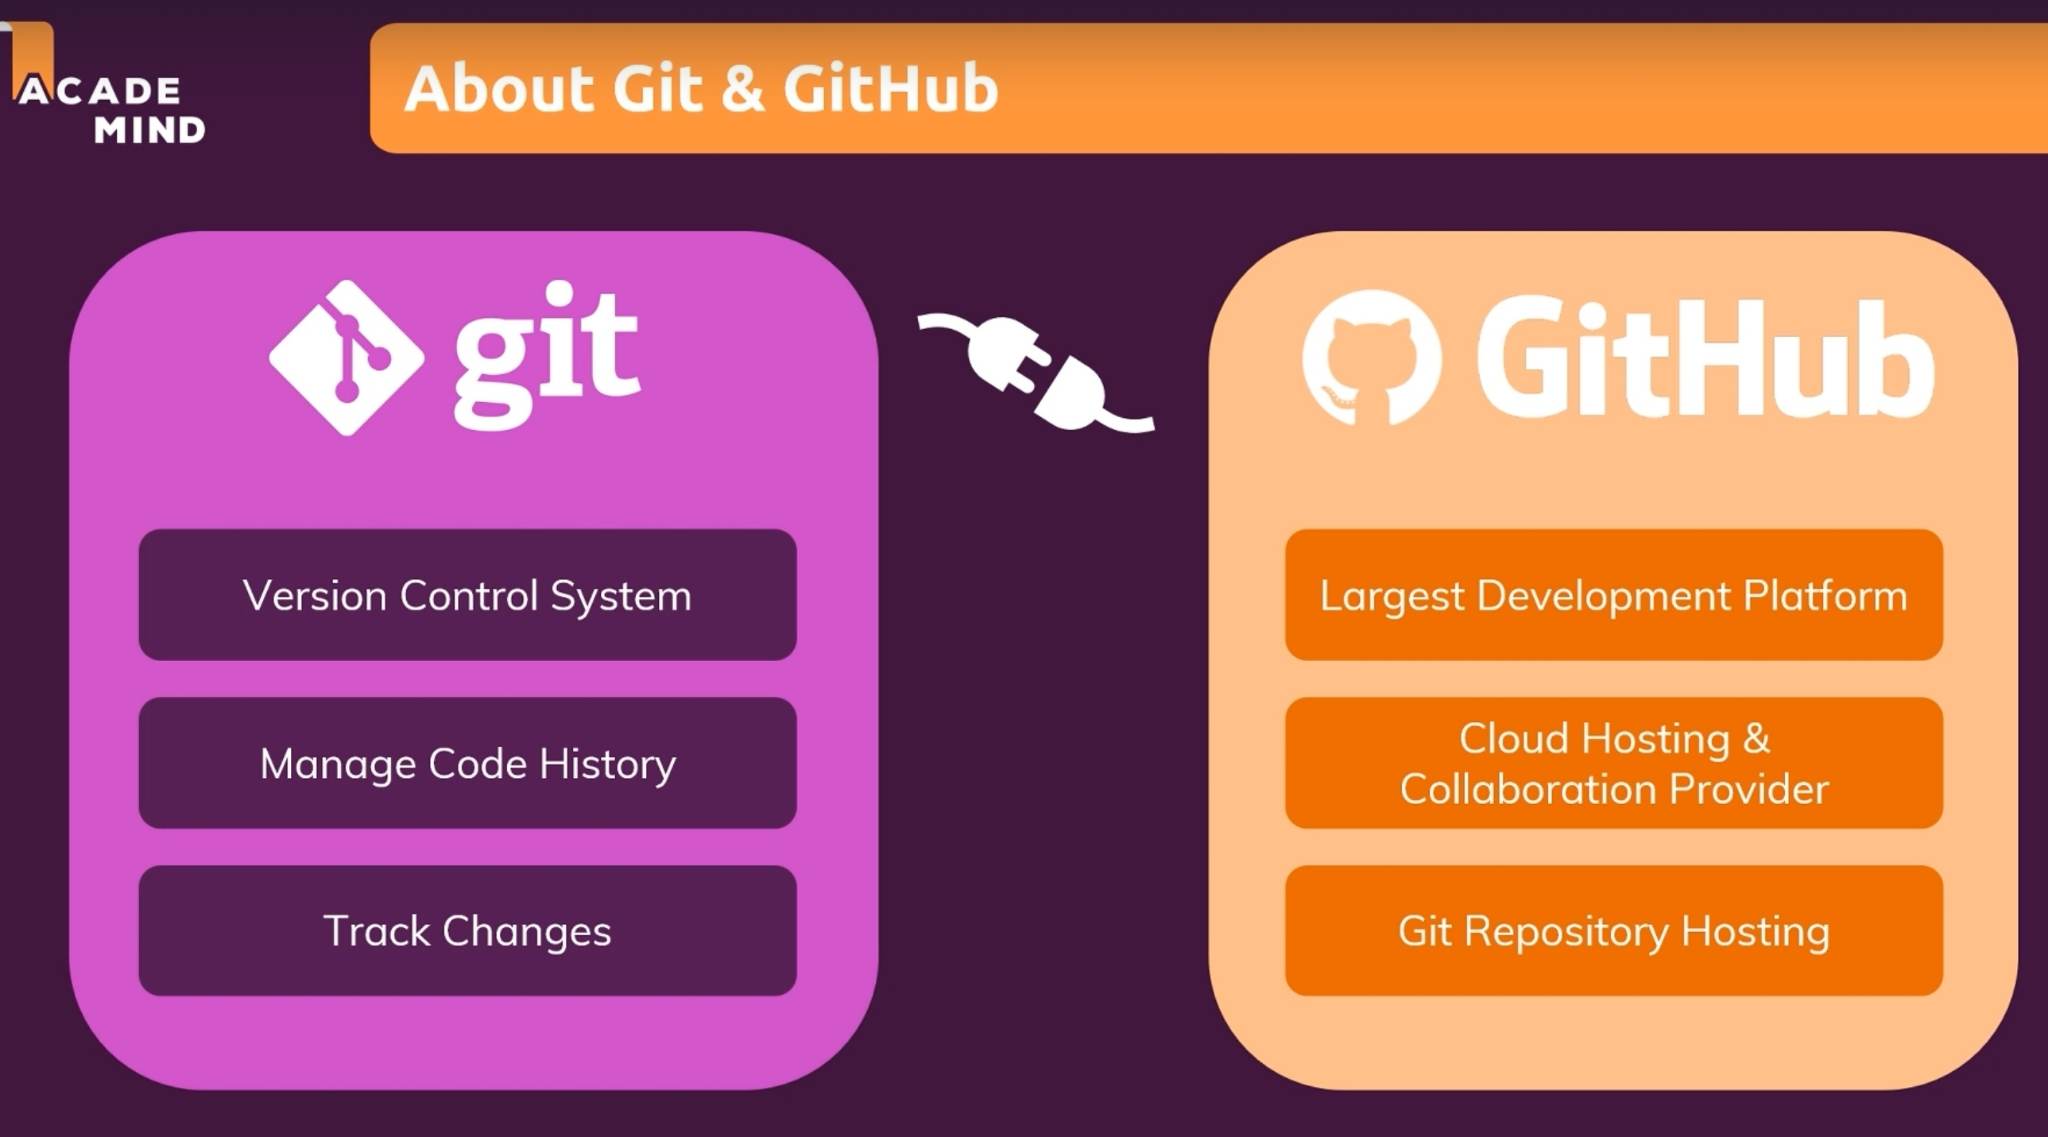 ACADE
MIND
About Git & GitHub
git
Version Control System
Manage Code History
Track Changes
GitHub
Largest Development Platform
Cloud Hosting &
Collaboration Provider
Git Repository Hosting